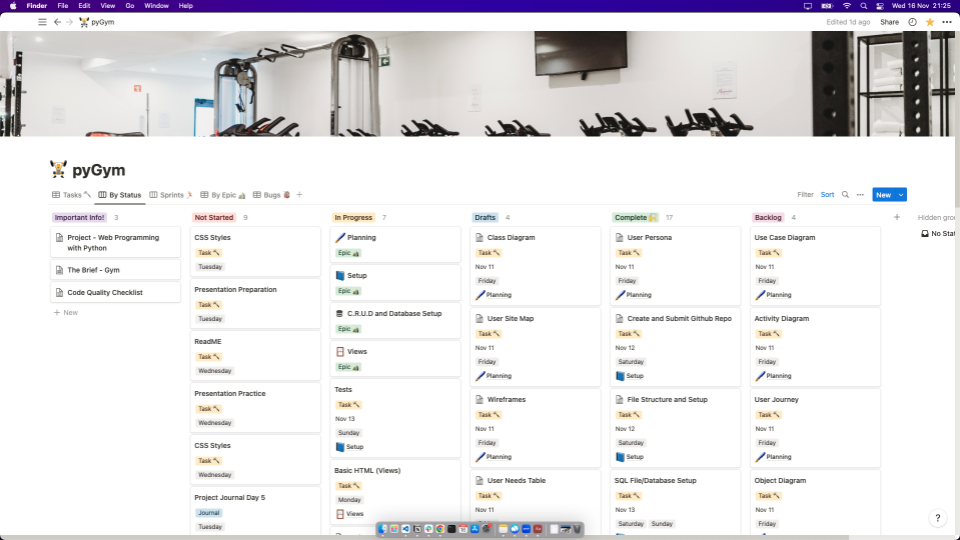 Finder File Edit View Go Window Help
Wed 16 Nov 21:25
pyGym
Edited 1d ago Share
pyGym
Tasks By Status Sprints By Epic Bugs
Filter Sort New
Important Info! 3
Project - Web Programming
with Python
The Brief - Gym
Code Quality Checklist
+ New
Not Started 9
CSS Styles
Task
Tuesday
Presentation Preparation
Task
Tuesday
ReadME
Task
Wednesday
Presentation Practice
Task
Wednesday
CSS Styles
Task
Wednesday
Project Journal Day 5
Journal
Tuesday
In Progress 7
Planning
Epic
Setup
Epic
C.R.U.D and Database Setup
Epic
Views
Epic
Tests
Task
Nov 13
Sunday
Setup
Basic HTML (Views)
Task
Monday
Views
Drafts 4
Class Diagram
Task
Nov 11
Friday
Planning
User Site Map
Task
Nov 11
Friday
Planning
Wireframes
Task
Nov 11
Friday
Planning
User Needs Table
Task
Nov 11
Complete 17
User Persona
Task
Nov 11
Friday
Planning
Create and Submit Github Repo
Task
Nov 12
Saturday
Setup
File Structure and Setup
Task
Nov 12
Saturday
Setup
SQL File/Database Setup
Task
Nov 13
Saturday Sunday
Backlog 4
Use Case Diagram
Task
Nov 11
Friday
Planning
Activity Diagram
Task
Nov 11
Friday
Planning
User Journey
Task
Nov 11
Friday
Planning
Object Diagram
Task
Nov 11
Friday
Hidden gro
No Stat
?